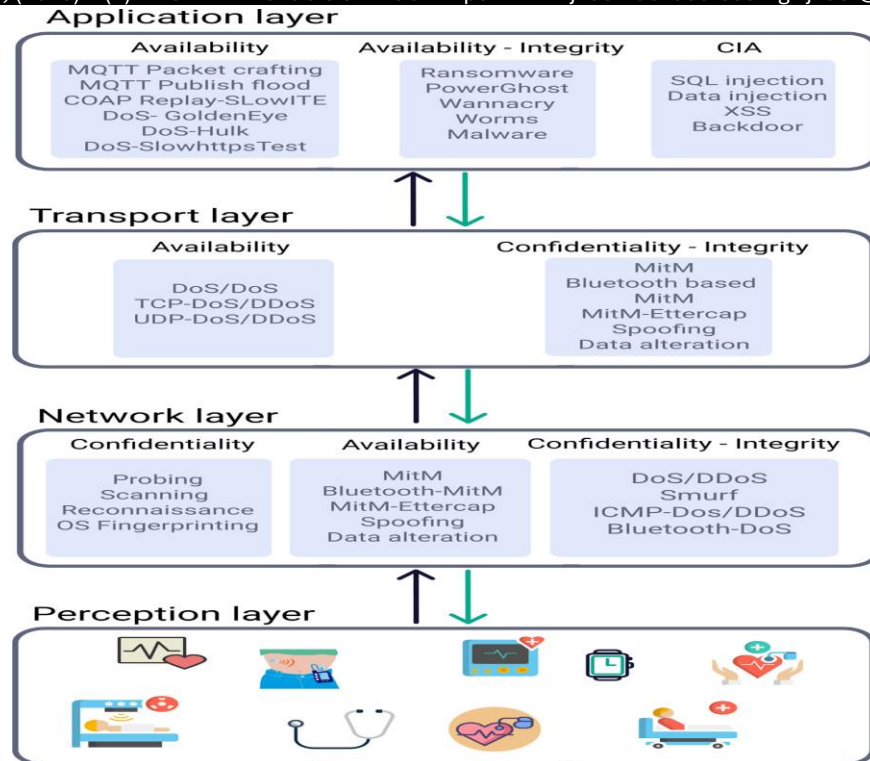 Application layer
Availability
MQTT Packet crafting
MQTT Publish flood
COAP Replay-SLowITE
DoS- GoldenEye
DoS-Hulk
DoS-SlowhttpsTest
Availability - Integrity
Ransomware
PowerGhost
Wannacry
Worms
Malware
CIA
SQL injection
Data injection
XSS
Backdoor
Transport layer
Availability
DoS/DoS
TCP-DoS/DDoS
UDP-DoS/DDoS
Confidentiality - Integrity
MitM
Bluetooth based
MitM
MitM-Ettercap
Spoofing
Data alteration
Network layer
Confidentiality
Probing
Scanning
Reconnaissance
OS Fingerprinting
Availability
MitM
Bluetooth-MitM
MitM-Ettercap
Spoofing
Data alteration
Confidentiality - Integrity
DoS/DDoS
Smurf
ICMP-Dos/DDoS
Bluetooth-DoS
Perception layer